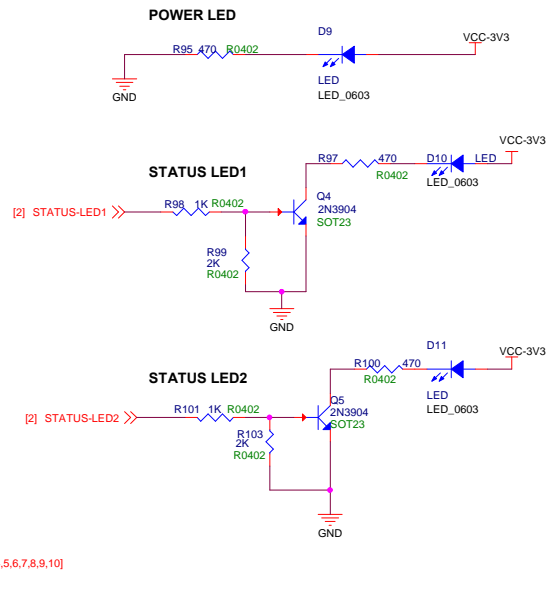 POWER LED
D9
VCC-3V3
R95 470 R0402
LED
LED_0603
GND
VCC-3V3
R97 470 D10 LED
R0402 LED_0603
STATUS LED1
Q4
2N3904
SOT23
R98 1K R0402
[2] STATUS-LED1
R99
2K
R0402
GND
D11
VCC-3V3
R100 470
R0402
LED
LED_0603
STATUS LED2
Q5
2N3904
SOT23
R101 1K R0402
[2] STATUS-LED2
R103
2K
R0402
GND
,5,6,7,8,9,10]